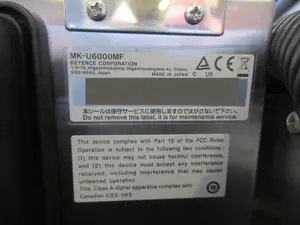 MK-U6000MF
KEYENCE CORPORATION
1-3-14, Higashinakajima, Higashiyodogawa-ku, Osaka,
533-8555, Japan
MADE IN JAPAN
C US
本シールは保守サービスに使用しますのではがさないで下さい。
Do not remove this label, it is for maintenance service.
This device complies with Part 15 of the FCC Rules
Operation is subject to the following two conditions :
(1) this device may not cause harmful interference,
and (2) this device must accept any interference
received, including interference that may cause
undesired operation.
This Class A digital apparatus complies with
Canadian ICES-003